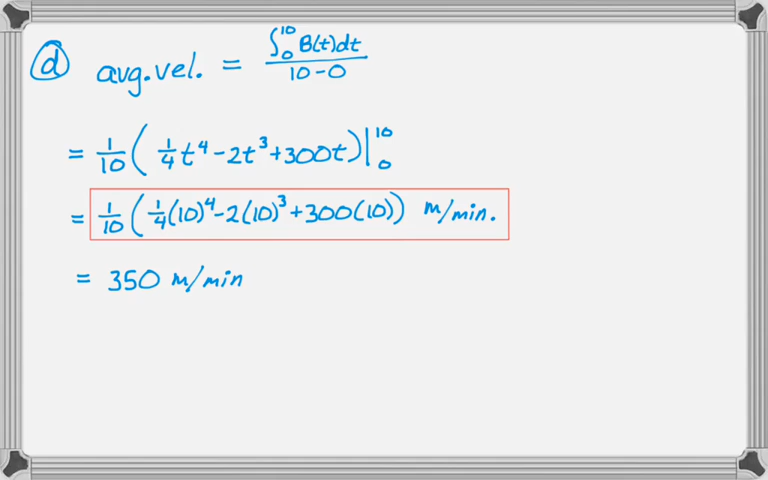 ⓓ avg. vel. = ∫₀¹⁰ B(t)dt / 10-0
= 1/10 ( 1/4 t⁴ - 2t³ + 300t ) |₀¹⁰
= 1/10 ( 1/4 (10)⁴ - 2(10)³ + 300(10) ) m/min.
= 350 m/min